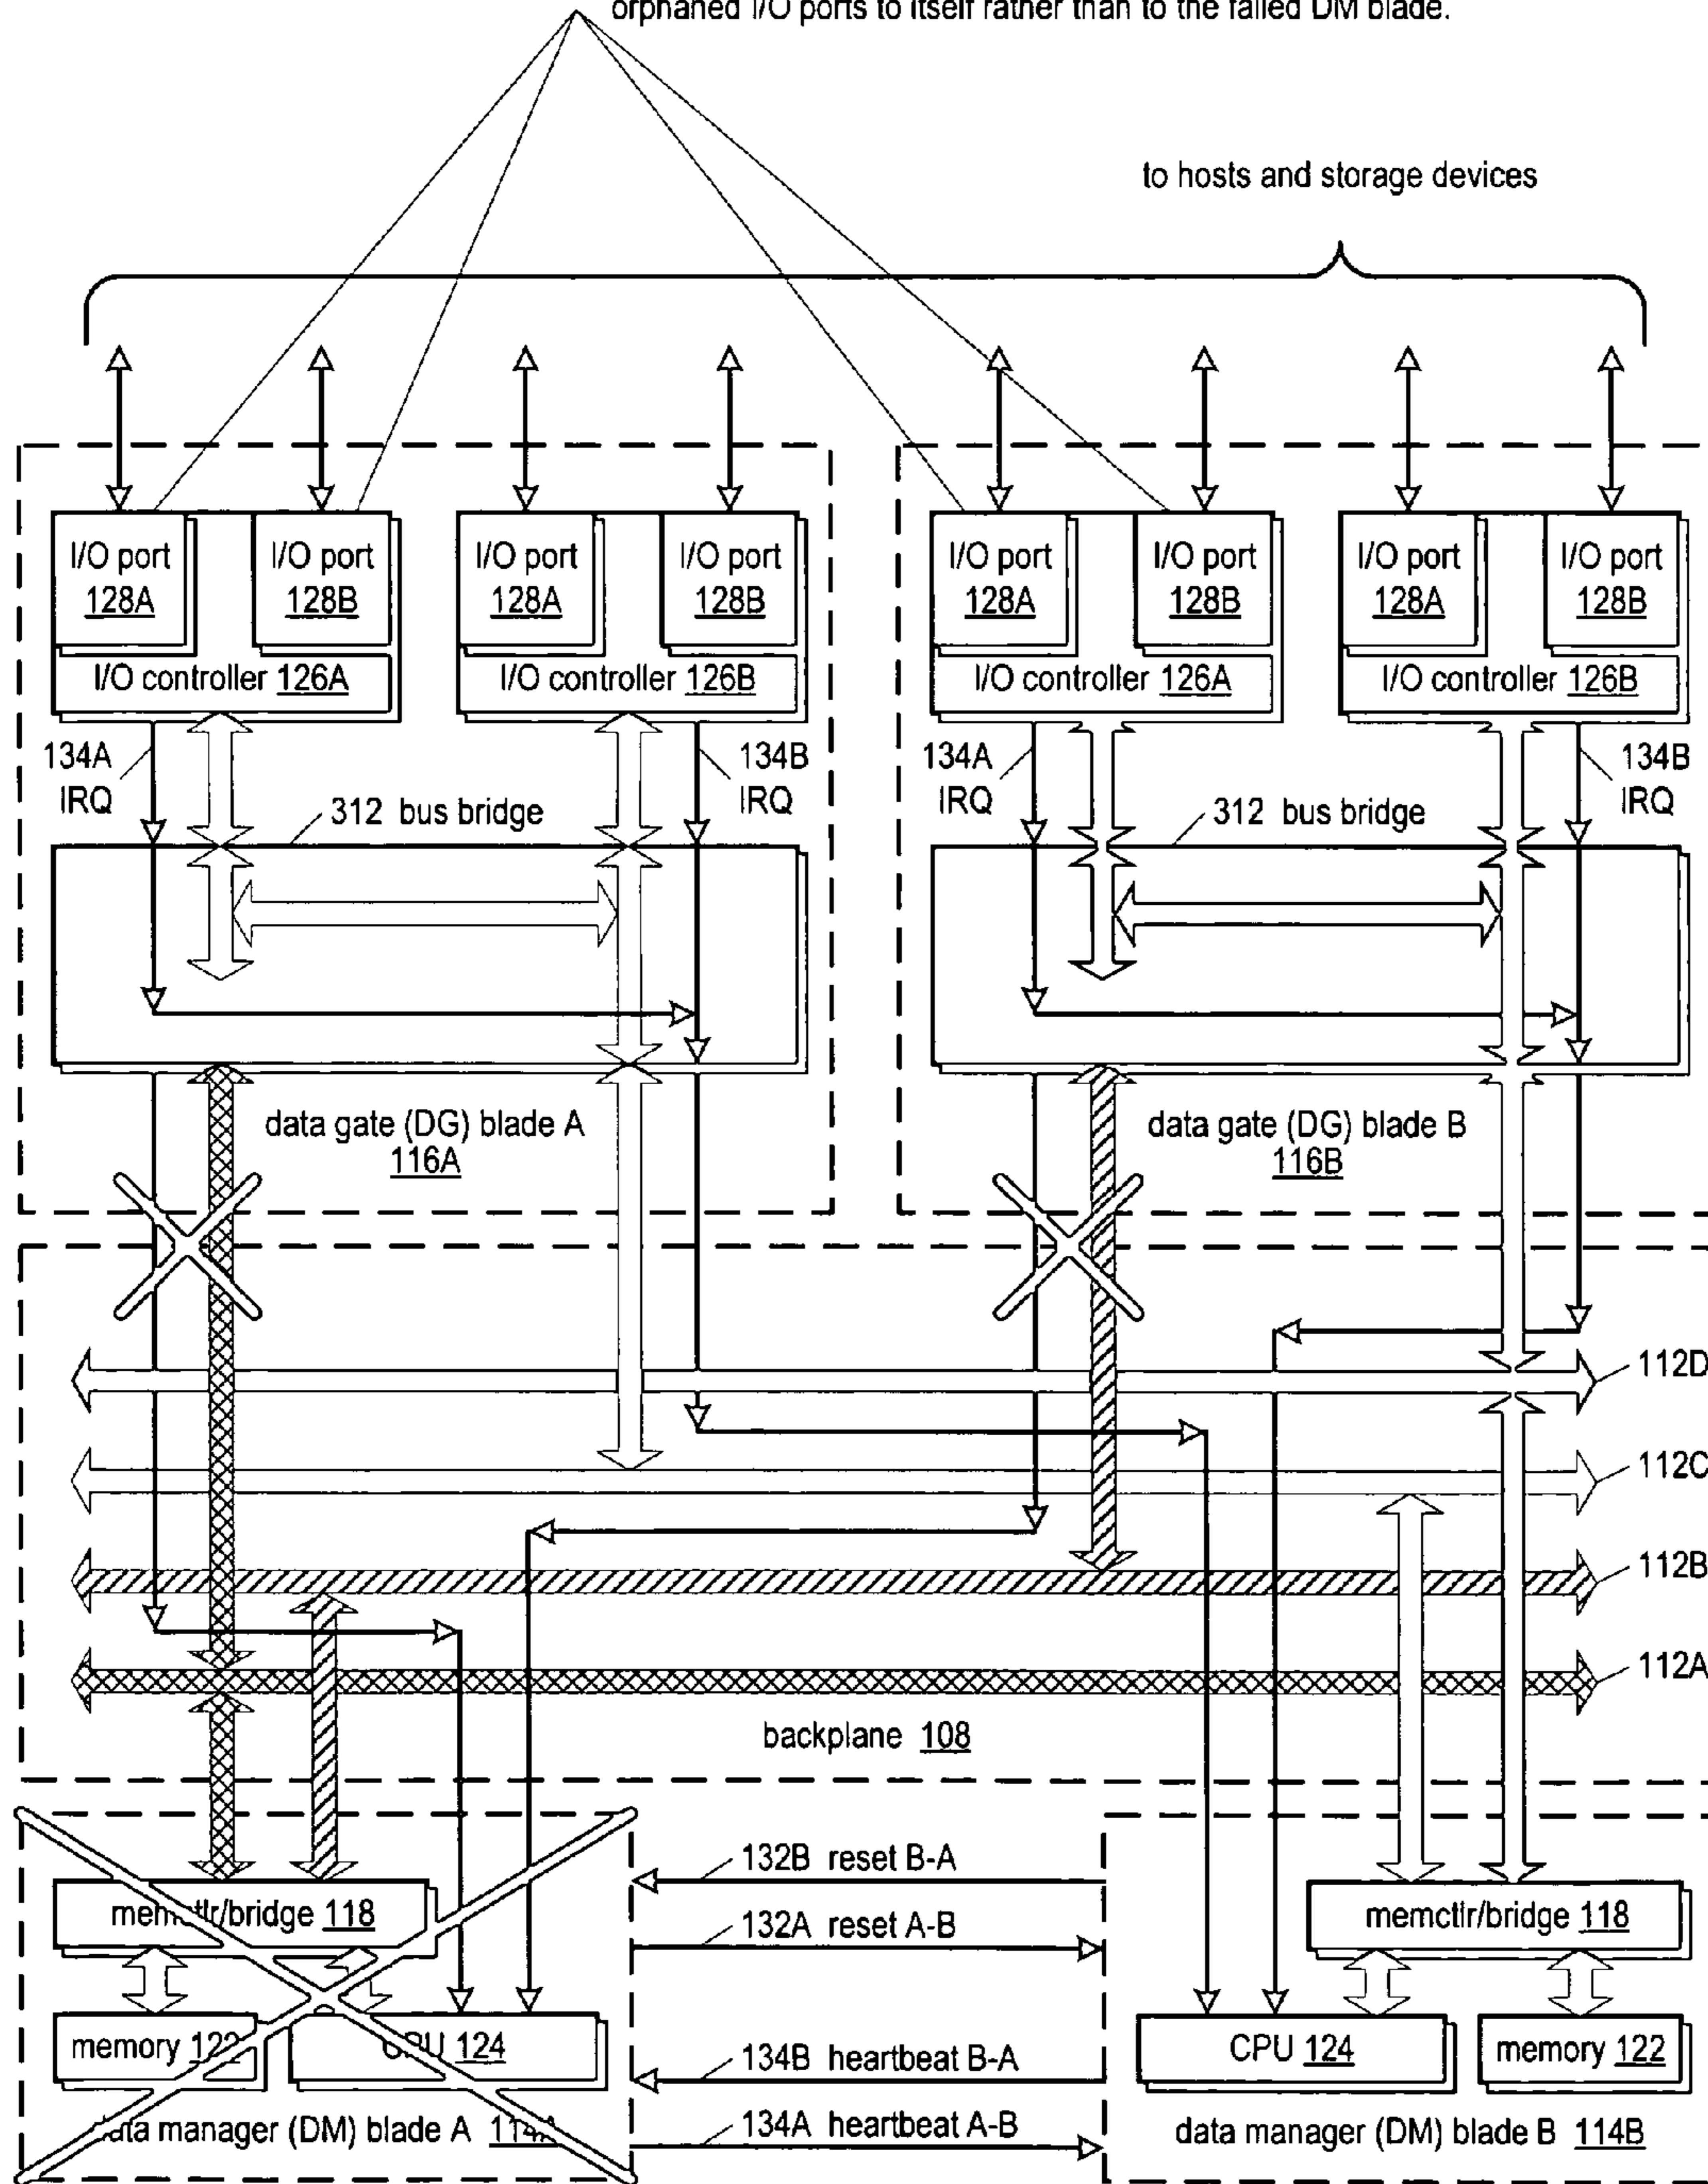 orphaned I/O ports to itself rather than to the failed DM blade.
to hosts and storage devices
I/O port
128A
I/O port
128B
I/O port
128A
I/O port
128B
I/O port
128A
I/O port
128B
I/O port
128A
I/O port
128B
I/O controller 126A
I/O controller 126B
I/O controller 126A
I/O controller 126B
134A
IRQ
134B
IRQ
134A
IRQ
134B
IRQ
312 bus bridge
312 bus bridge
data gate (DG) blade A
116A
data gate (DG) blade B
116B
112D
112C
112B
112A
backplane 108
132B reset B-A
132A reset A-B
134B heartbeat B-A
134A heartbeat A-B
memctlr/bridge 118
memory 122
CPU 124
data manager (DM) blade A 114A
memctlr/bridge 118
CPU 124
memory 122
data manager (DM) blade B 114B